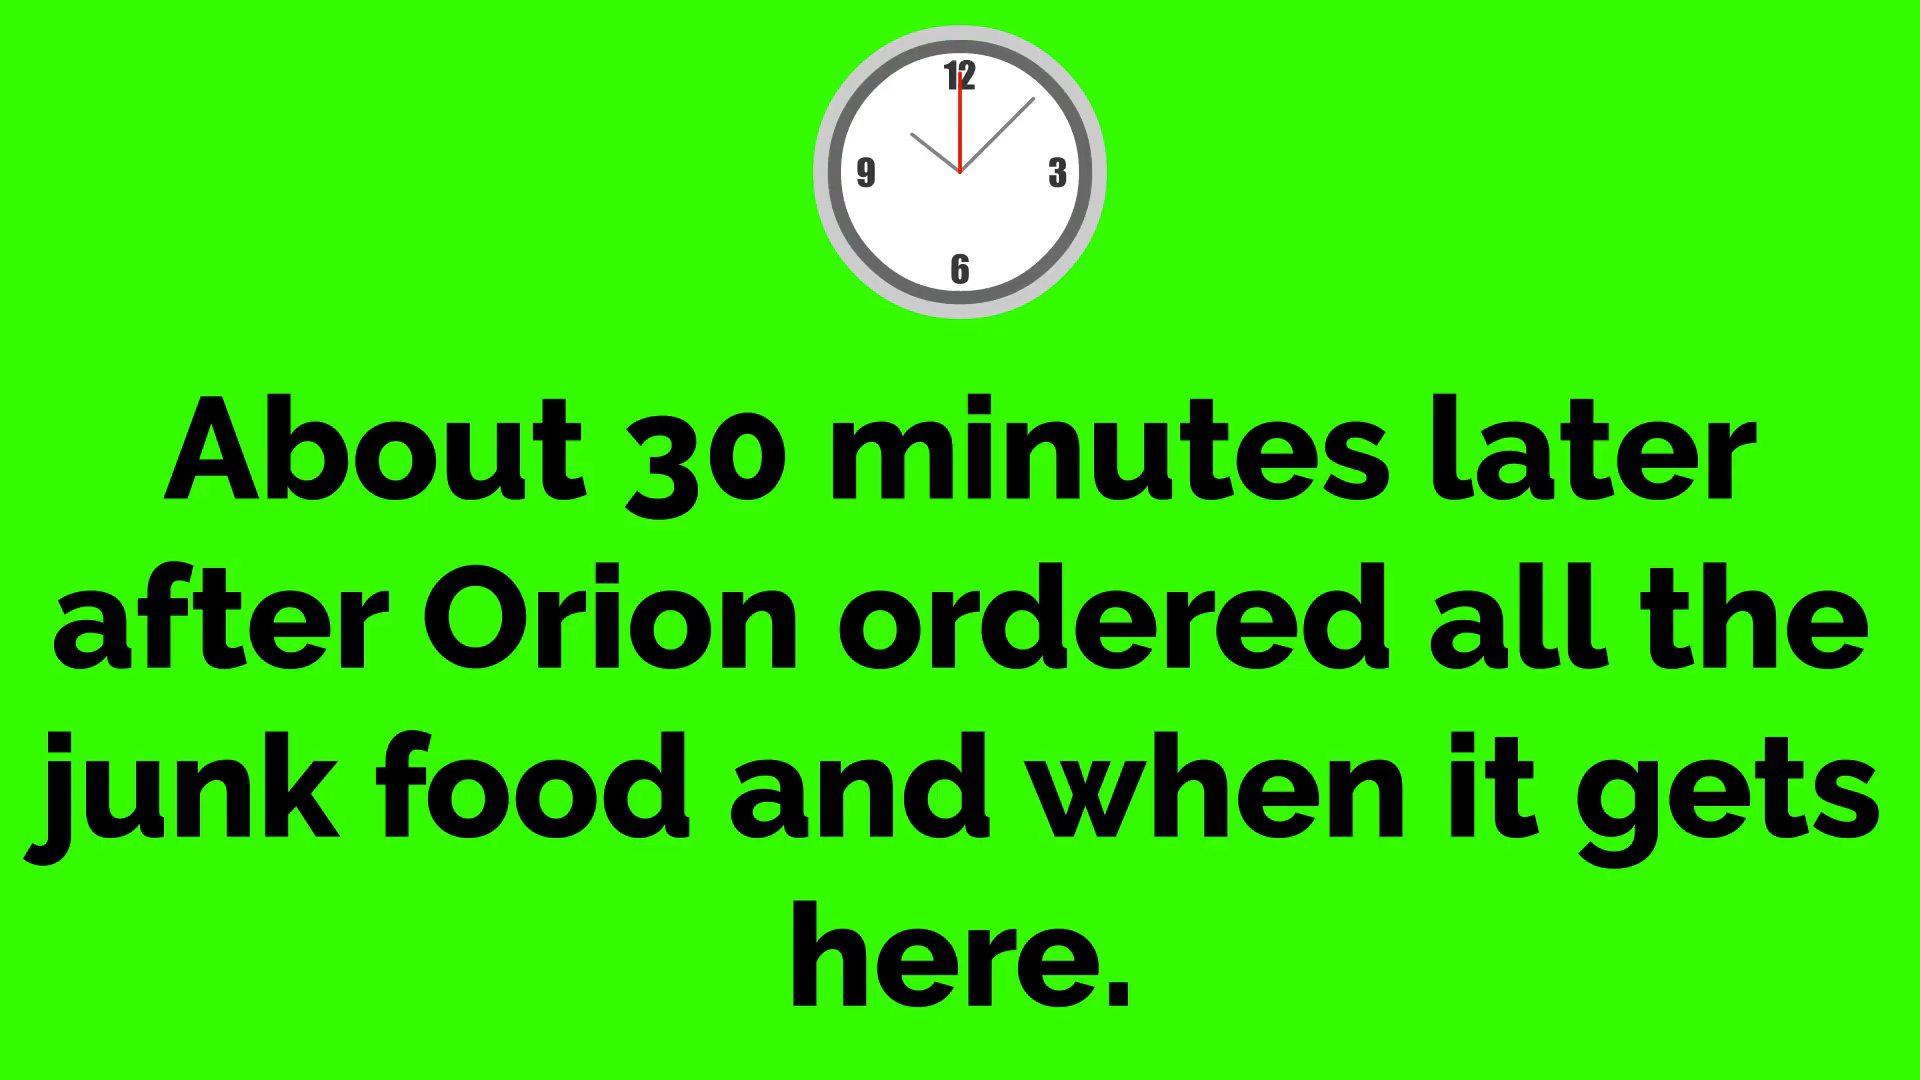 12
9
3
6
About 30 minutes later
after Orion ordered all the
junk food and when it gets
here.